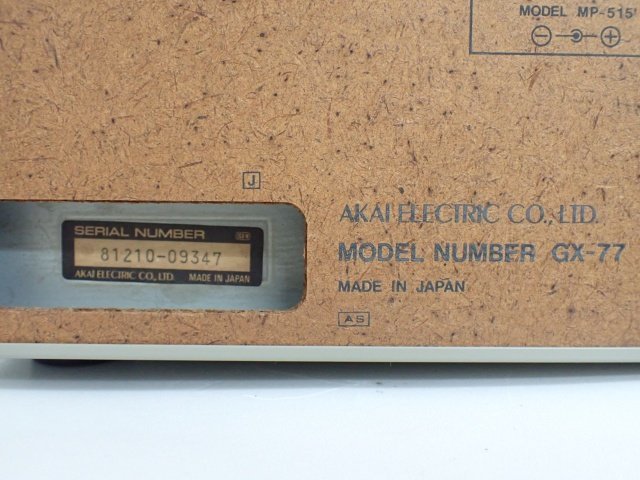 MODEL MP-515
J
SERIAL NUMBER
81210-09347
AKAI ELECTRIC CO., LTD. MADE IN JAPAN
AKAI ELECTRIC CO., LTD.
MODEL NUMBER GX-77
MADE IN JAPAN
AS